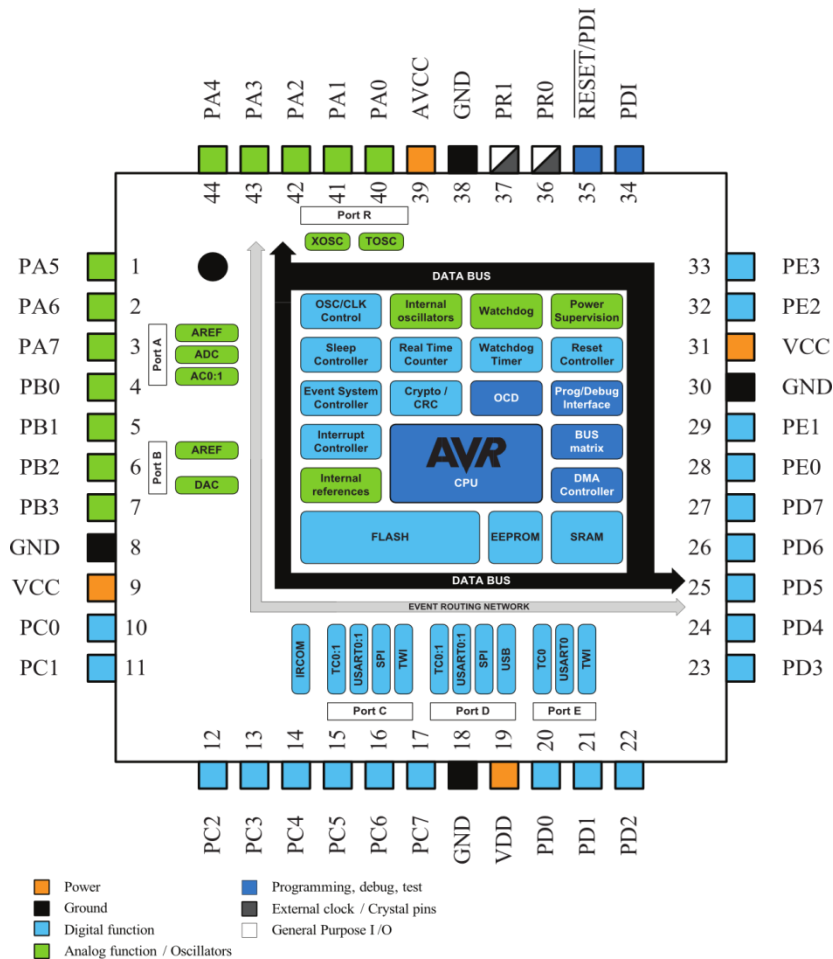 PA4
PA3
PA2
PA1
PA0
AVCC
GND
PR1
PR0
RESET/PDI
PDI
44
43
42
41
40
39
38
37
36
35
34
Port R
XOSC
TOSC
PA5
1
PA6
2
PA7
3
PB0
4
PB1
5
PB2
6
PB3
7
GND
8
VCC
9
PC0
10
PC1
11
Port A
AREF
ADC
AC0:1
Port B
AREF
DAC
DATA BUS
OSC/CLK
Control
Internal
oscillators
Watchdog
Power
Supervision
Sleep
Controller
Real Time
Counter
Watchdog
Timer
Reset
Controller
Event System
Controller
Crypto /
CRC
OCD
Prog/Debug
Interface
Interrupt
Controller
AVR
CPU
BUS
matrix
Internal
references
DMA
Controller
FLASH
EEPROM
SRAM
DATA BUS
EVENT ROUTING NETWORK
33
PE3
32
PE2
31
VCC
30
GND
29
PE1
28
PE0
27
PD7
26
PD6
25
PD5
24
PD4
23
PD3
IRCOM
TC0:1
USART0:1
SPI
TWI
TC0:1
USART0:1
SPI
USB
TC0
USART0
TWI
Port C
Port D
Port E
12
13
14
15
16
17
18
19
20
21
22
PC2
PC3
PC4
PC5
PC6
PC7
GND
VDD
PD0
PD1
PD2
Power
Ground
Digital function
Analog function / Oscillators
Programming, debug, test
External clock / Crystal pins
General Purpose I /O